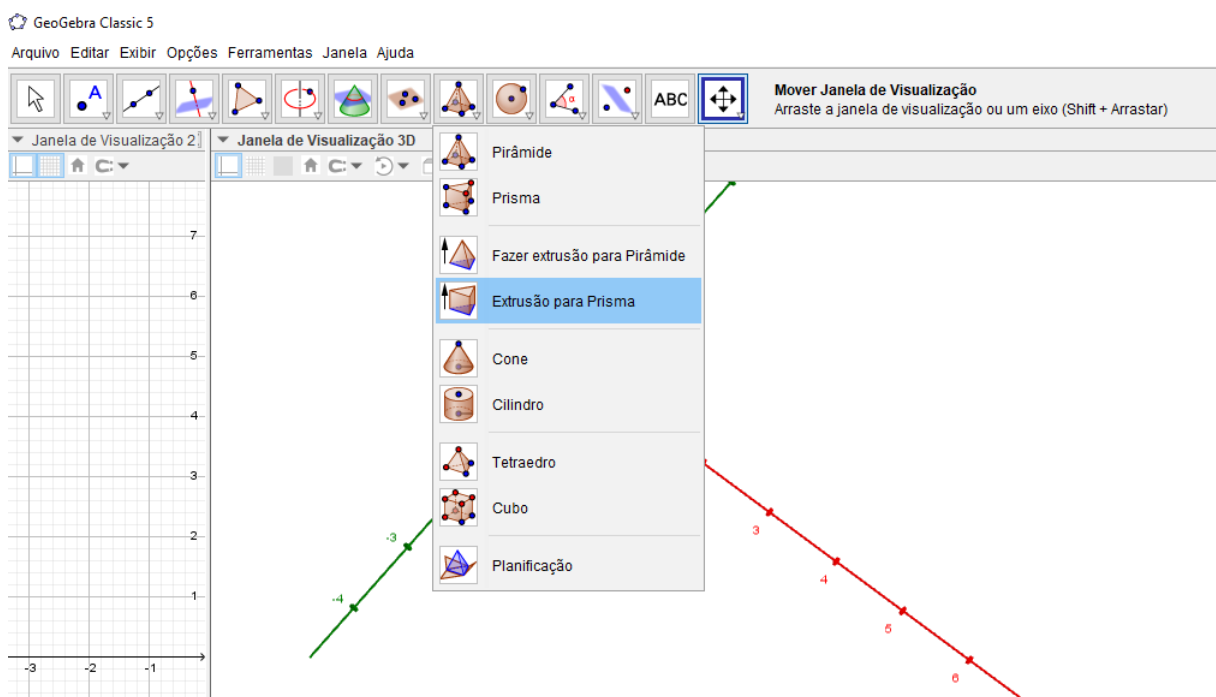 GeoGebra Classic 5
Arquivo Editar Exibir Opções Ferramentas Janela Ajuda
A
α
ABC
Mover Janela de Visualização
Arraste a janela de visualização ou um eixo (Shift + Arrastar)
Janela de Visualização 2
Janela de Visualização 3D
Pirâmide
Prisma
Fazer extrusão para Pirâmide
Extrusão para Prisma
Cone
Cilindro
Tetraedro
Cubo
Planificação
7
6
5
4
3
2
1
-3 -2 -1
-3
-4
3
4
5
6